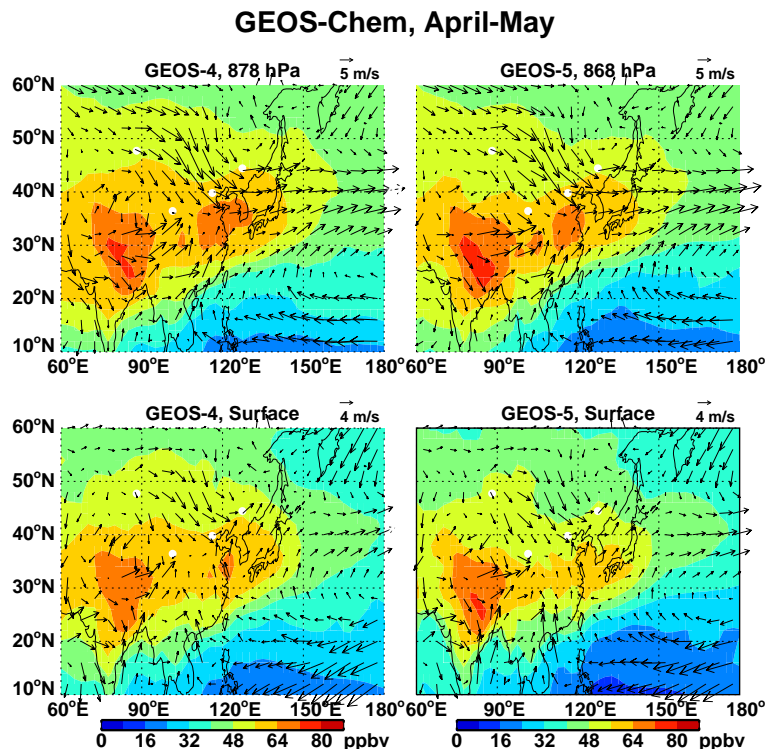 GEOS-Chem, April-May
GEOS-4, 878 hPa
5 m/s
GEOS-5, 868 hPa
5 m/s
60°N
50°N
40°N
30°N
20°N
10°N
60°E 90°E 120°E 150°E 180°
60°E 90°E 120°E 150°E 180°
GEOS-4, Surface
4 m/s
GEOS-5, Surface
4 m/s
60°N
50°N
40°N
30°N
20°N
10°N
60°E 90°E 120°E 150°E 180°
60°E 90°E 120°E 150°E 180°
0 16 32 48 64 80 ppbv
0 16 32 48 64 80 ppbv